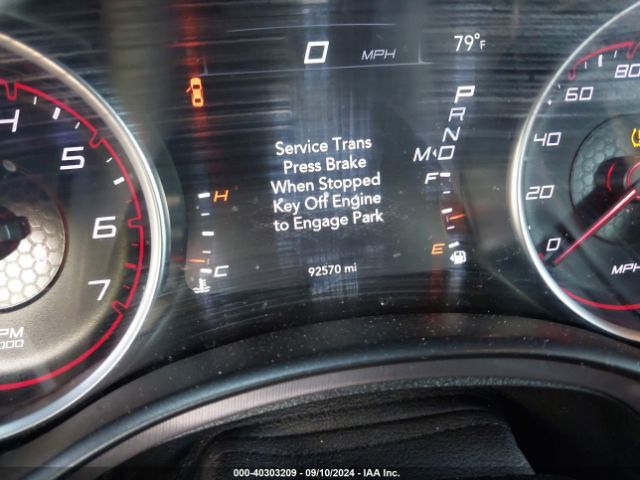 0 MPH 79°F
P
R
N
M•D
Service Trans
Press Brake
When Stopped
Key Off Engine
to Engage Park
H
C
F
E
92570 mi
4
5
6
7
80
60
40
20
0
MPH
000-40303209 - 09/10/2024 - IAA Inc.